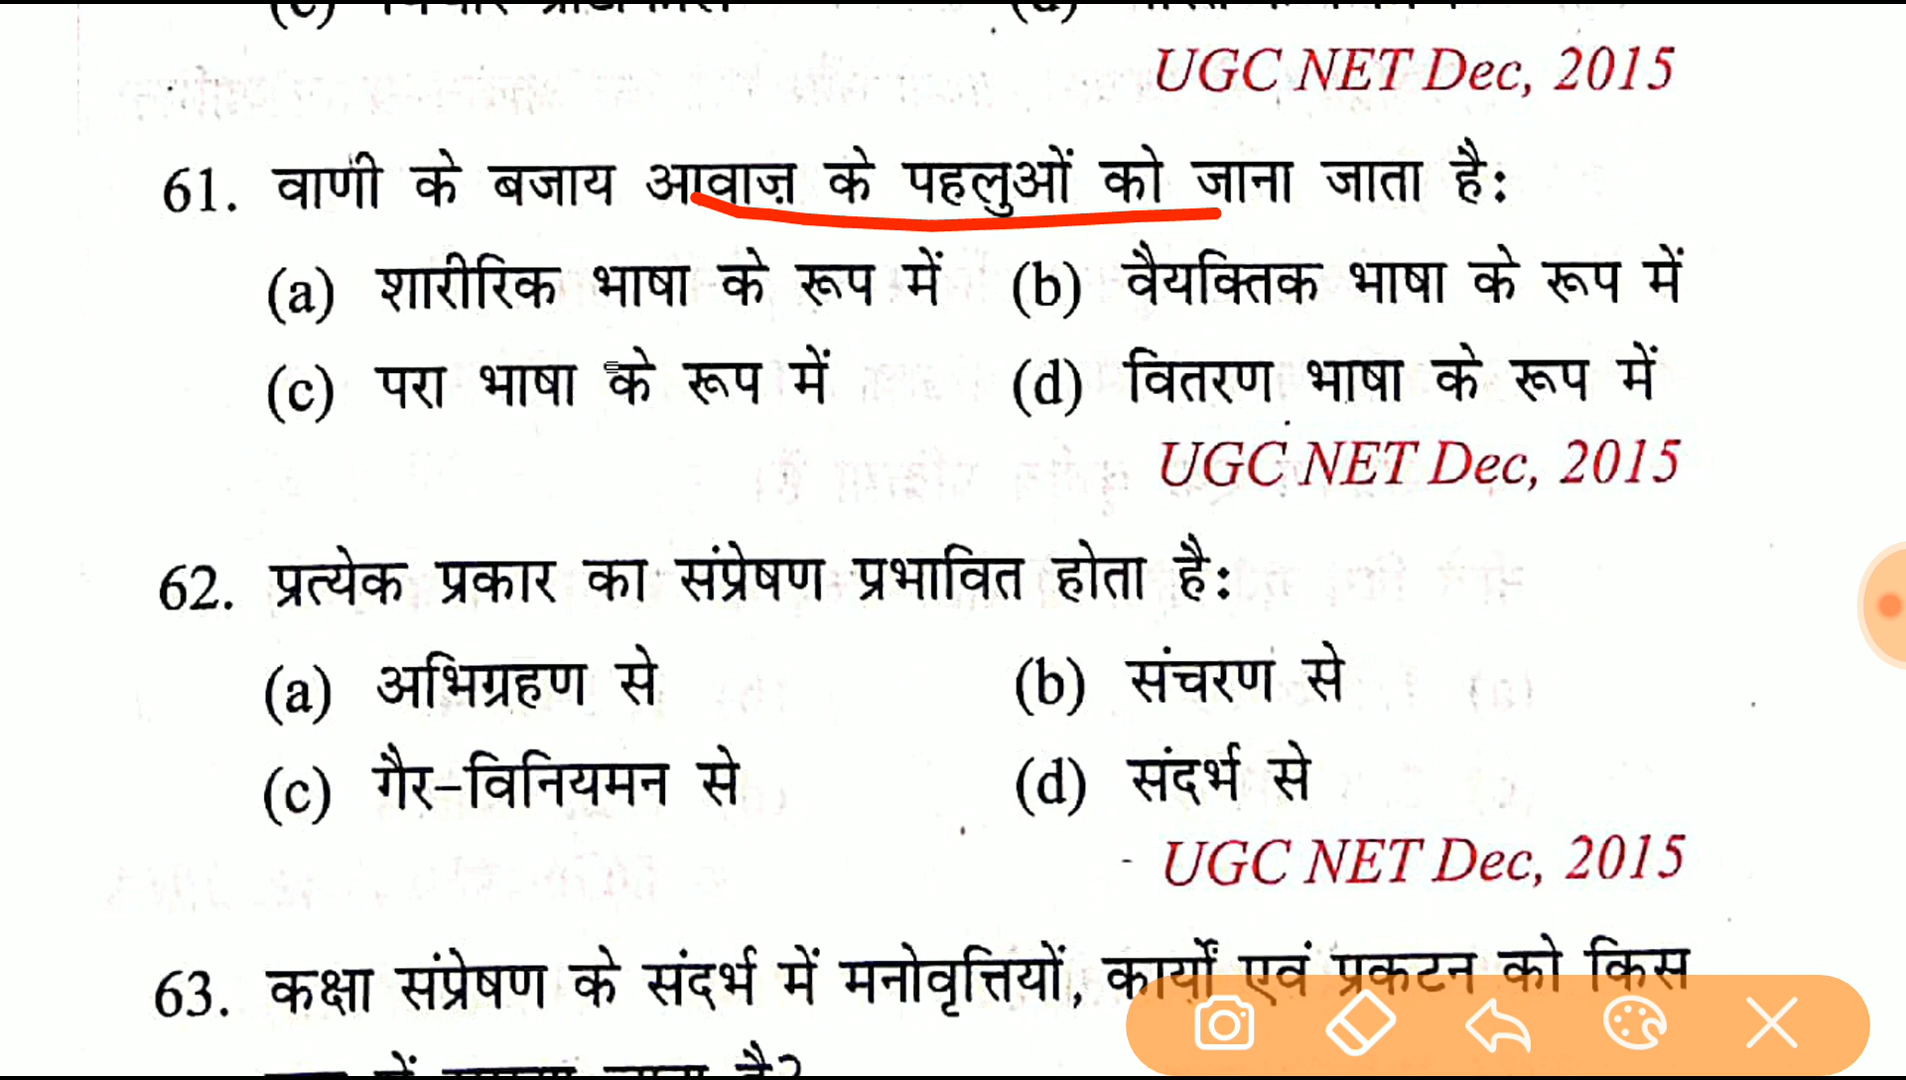 UGC NET Dec, 2015
61. वाणी के बजाय आवाज़ के पहलुओं को जाना जाता है:
(a) शारीरिक भाषा के रूप में (b) वैयक्तिक भाषा के रूप में
(c) परा भाषा के रूप में (d) वितरण भाषा के रूप में
UGC NET Dec, 2015
62. प्रत्येक प्रकार का संप्रेषण प्रभावित होता है:
(a) अभिग्रहण से (b) संचरण से
(c) गैर-विनियमन से (d) संदर्भ से
- UGC NET Dec, 2015
63. कक्षा संप्रेषण के संदर्भ में मनोवृत्तियों, कार्यों एवं प्रकटन को किस